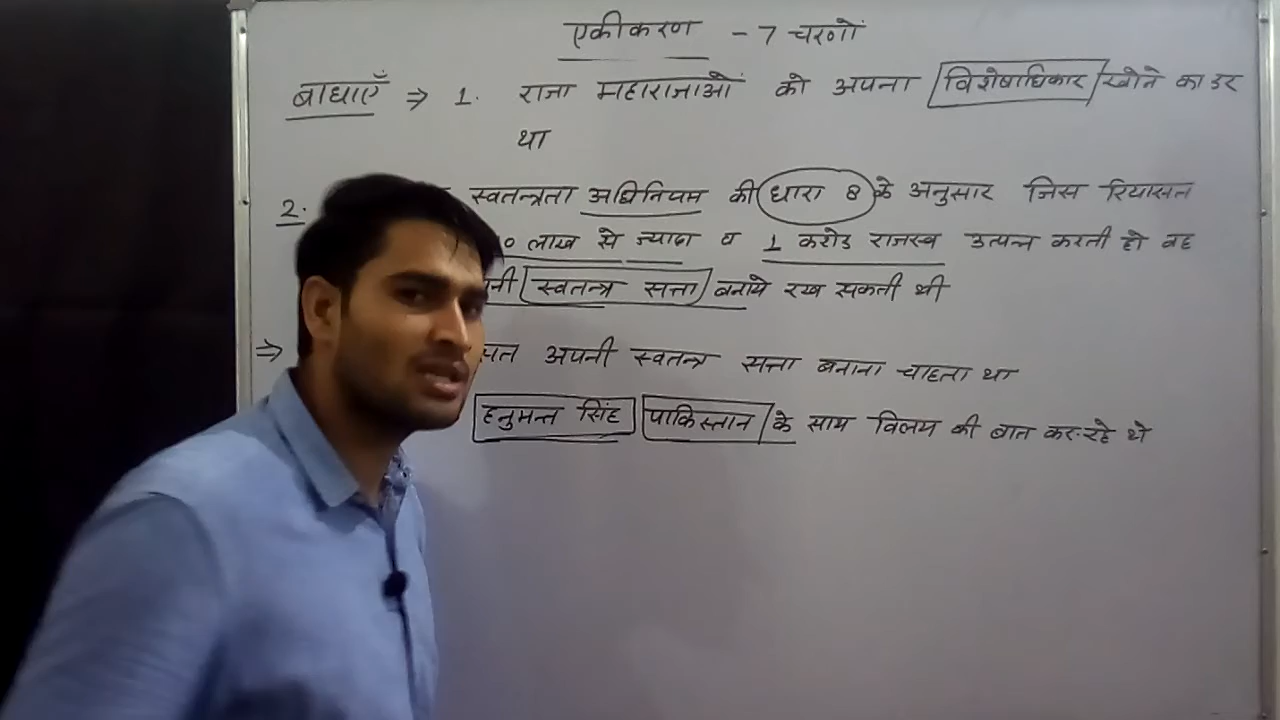 एकीकरण - 7 चरणों
बाधाएँ ⇒ 1. राजा महाराजाओं को अपना विशेषाधिकार खोने का डर
था
2. स्वतन्त्रता अधिनियम की धारा 8 के अनुसार जिस रियासत
लाख से ज्यादा व 1 करोड राजस्व उत्पन्न करती हो वह
स्वतन्त्र सत्ता बनाये रख सकती थी
⇒ अपनी स्वतन्त्र सत्ता बनाना चाहता था
हनुमन्त सिंह पाकिस्तान के साथ विलय की बात कर रहे थे